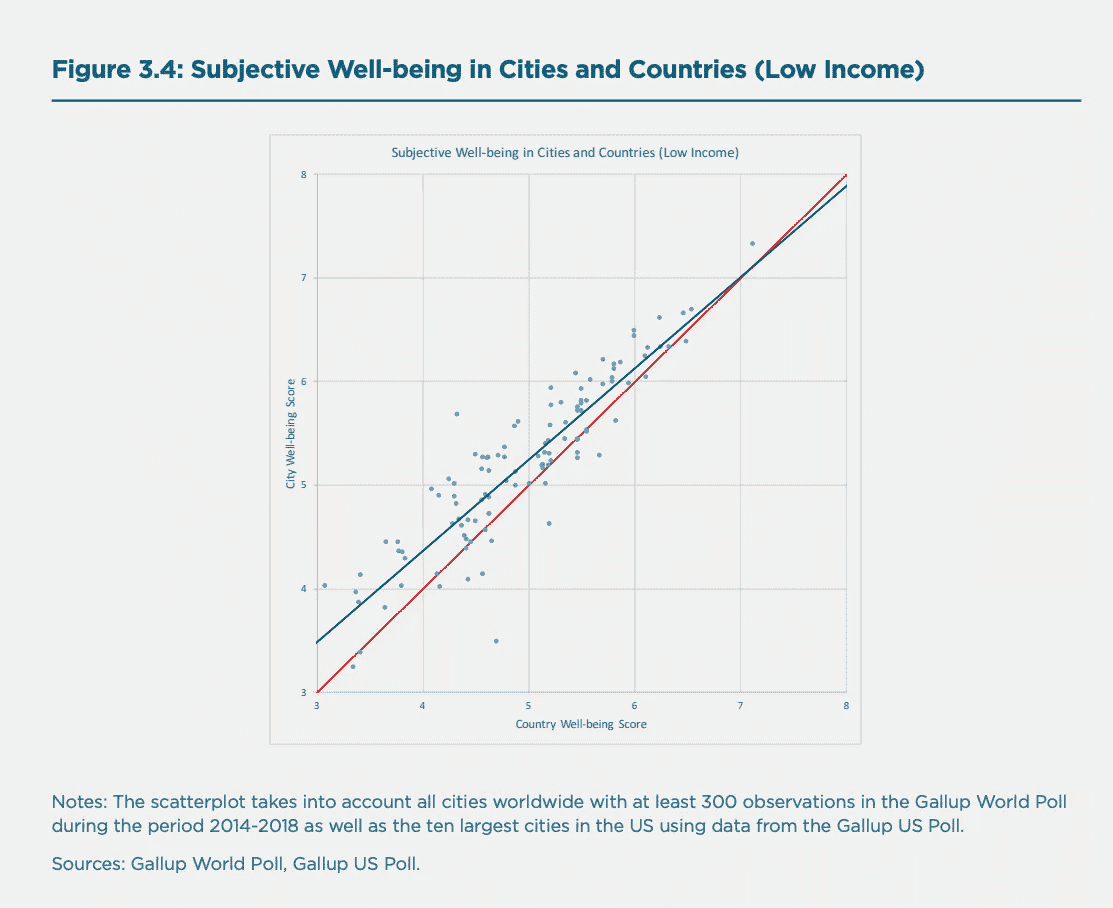 Figure 3.4: Subjective Well-being in Cities and Countries (Low Income)
Subjective Well-being in Cities and Countries (Low Income)
8
7
6
5
4
3
City Well-being Score
3 4 5 6 7 8
Country Well-being Score
Notes: The scatterplot takes into account all cities worldwide with at least 300 observations in the Gallup World Poll
during the period 2014-2018 as well as the ten largest cities in the US using data from the Gallup US Poll.
Sources: Gallup World Poll, Gallup US Poll.